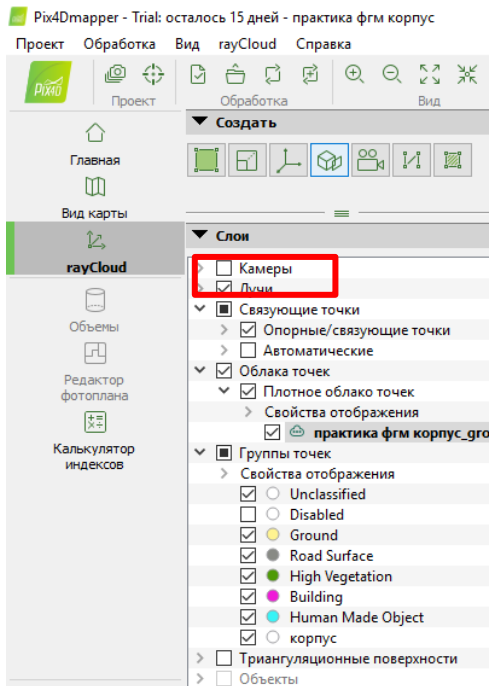 Pix4Dmapper - Trial: осталось 15 дней - практика фгм корпус
Проект Обработка Вид rayCloud Справка
Pix4D
Проект Обработка Вид
Главная
Вид карты
rayCloud
Объемы
Редактор
фотоплана
Калькулятор
индексов
Создать
Слои
Камеры
Лучи
Связующие точки
Опорные/связующие точки
Автоматические
Облака точек
Плотное облако точек
Свойства отображения
практика фгм корпус_gro
Группы точек
Свойства отображения
Unclassified
Disabled
Ground
Road Surface
High Vegetation
Building
Human Made Object
корпус
Триангуляционные поверхности
Объекты